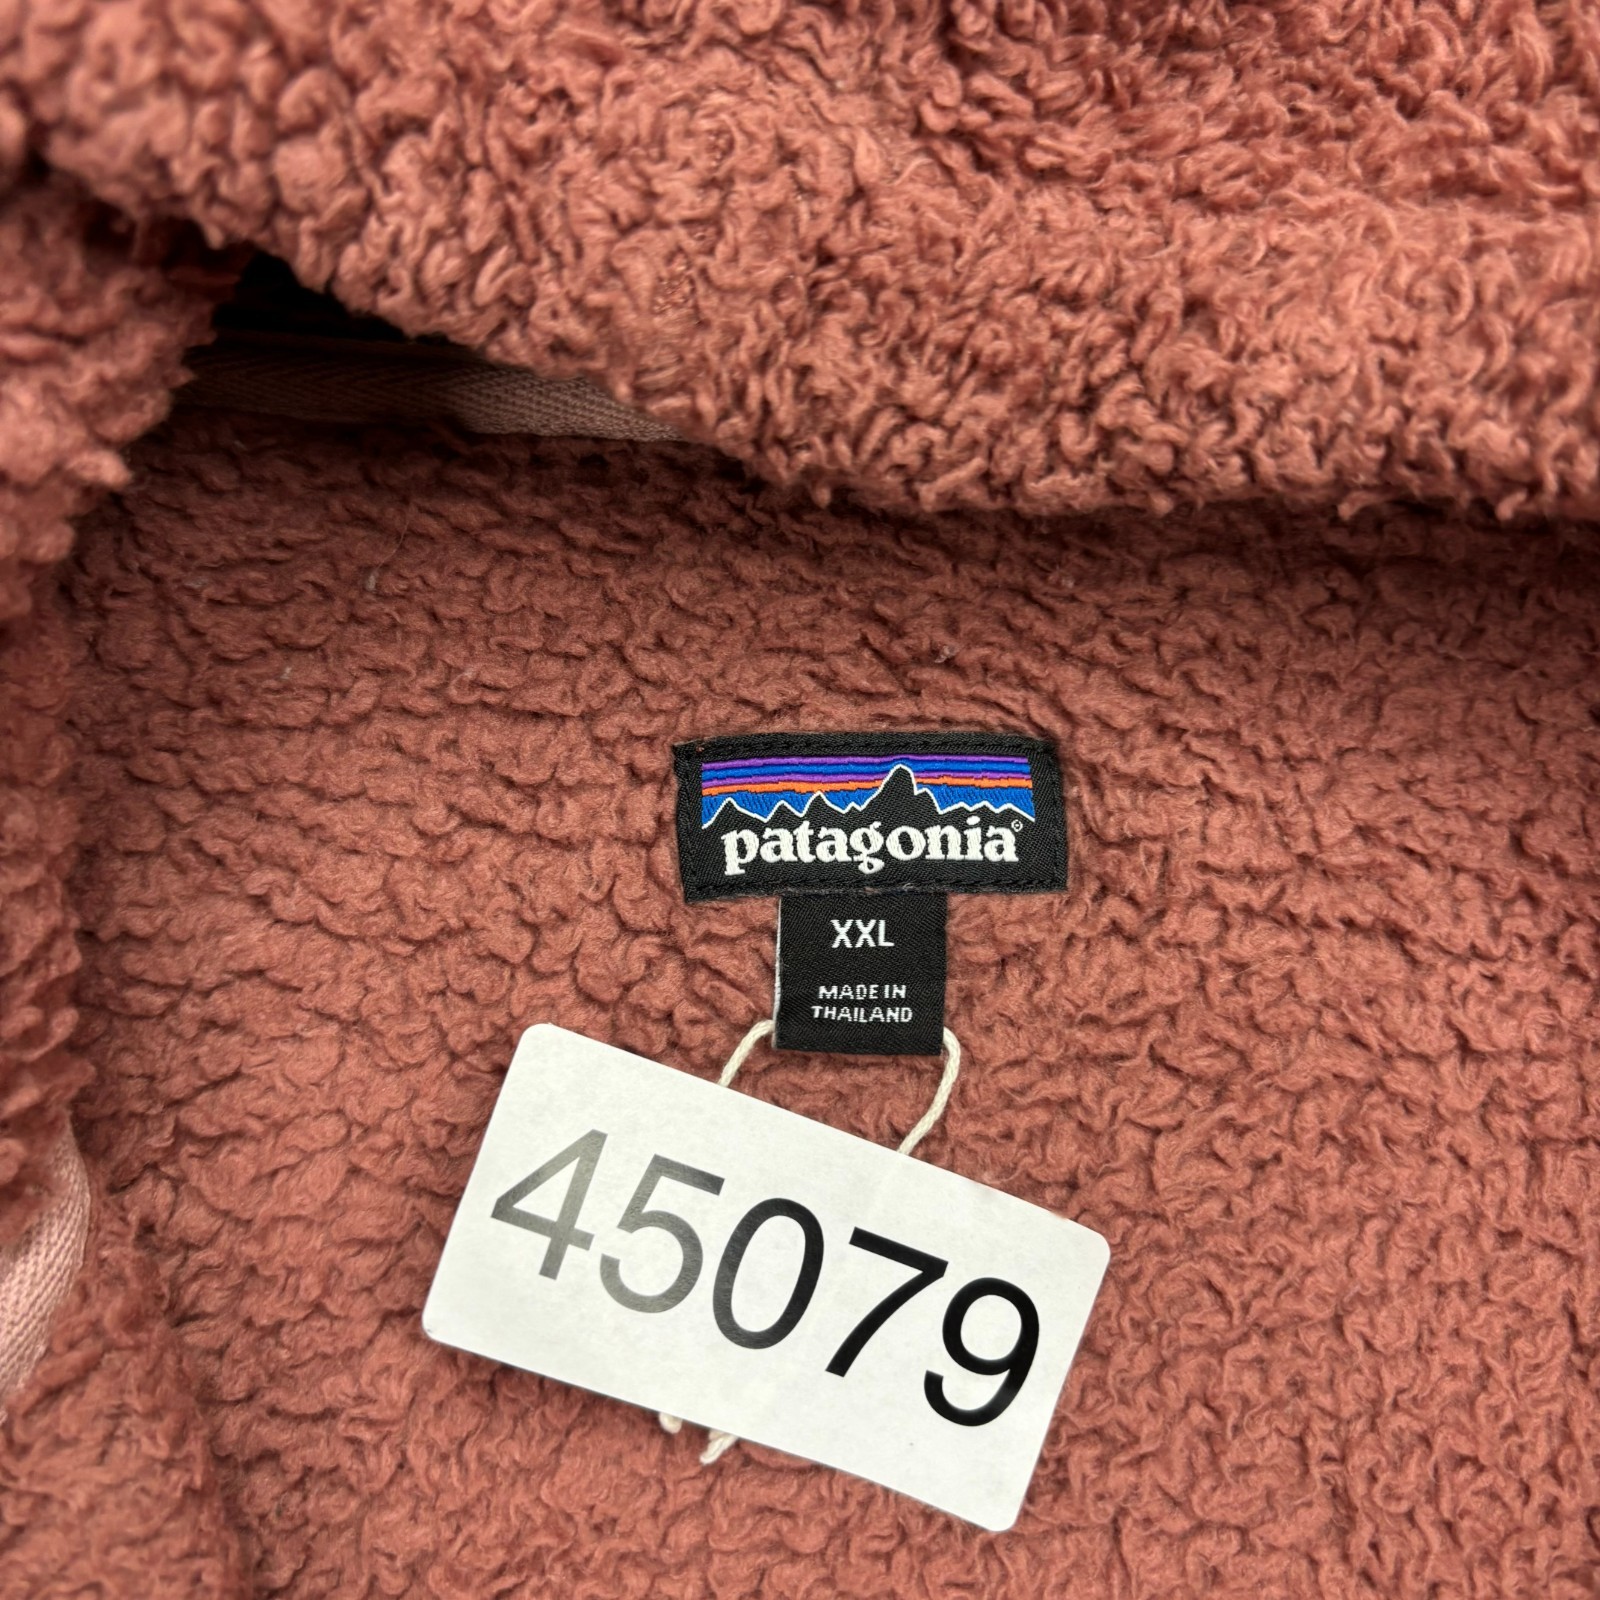 patagonia®
XXL
MADE IN
THAILAND
45079